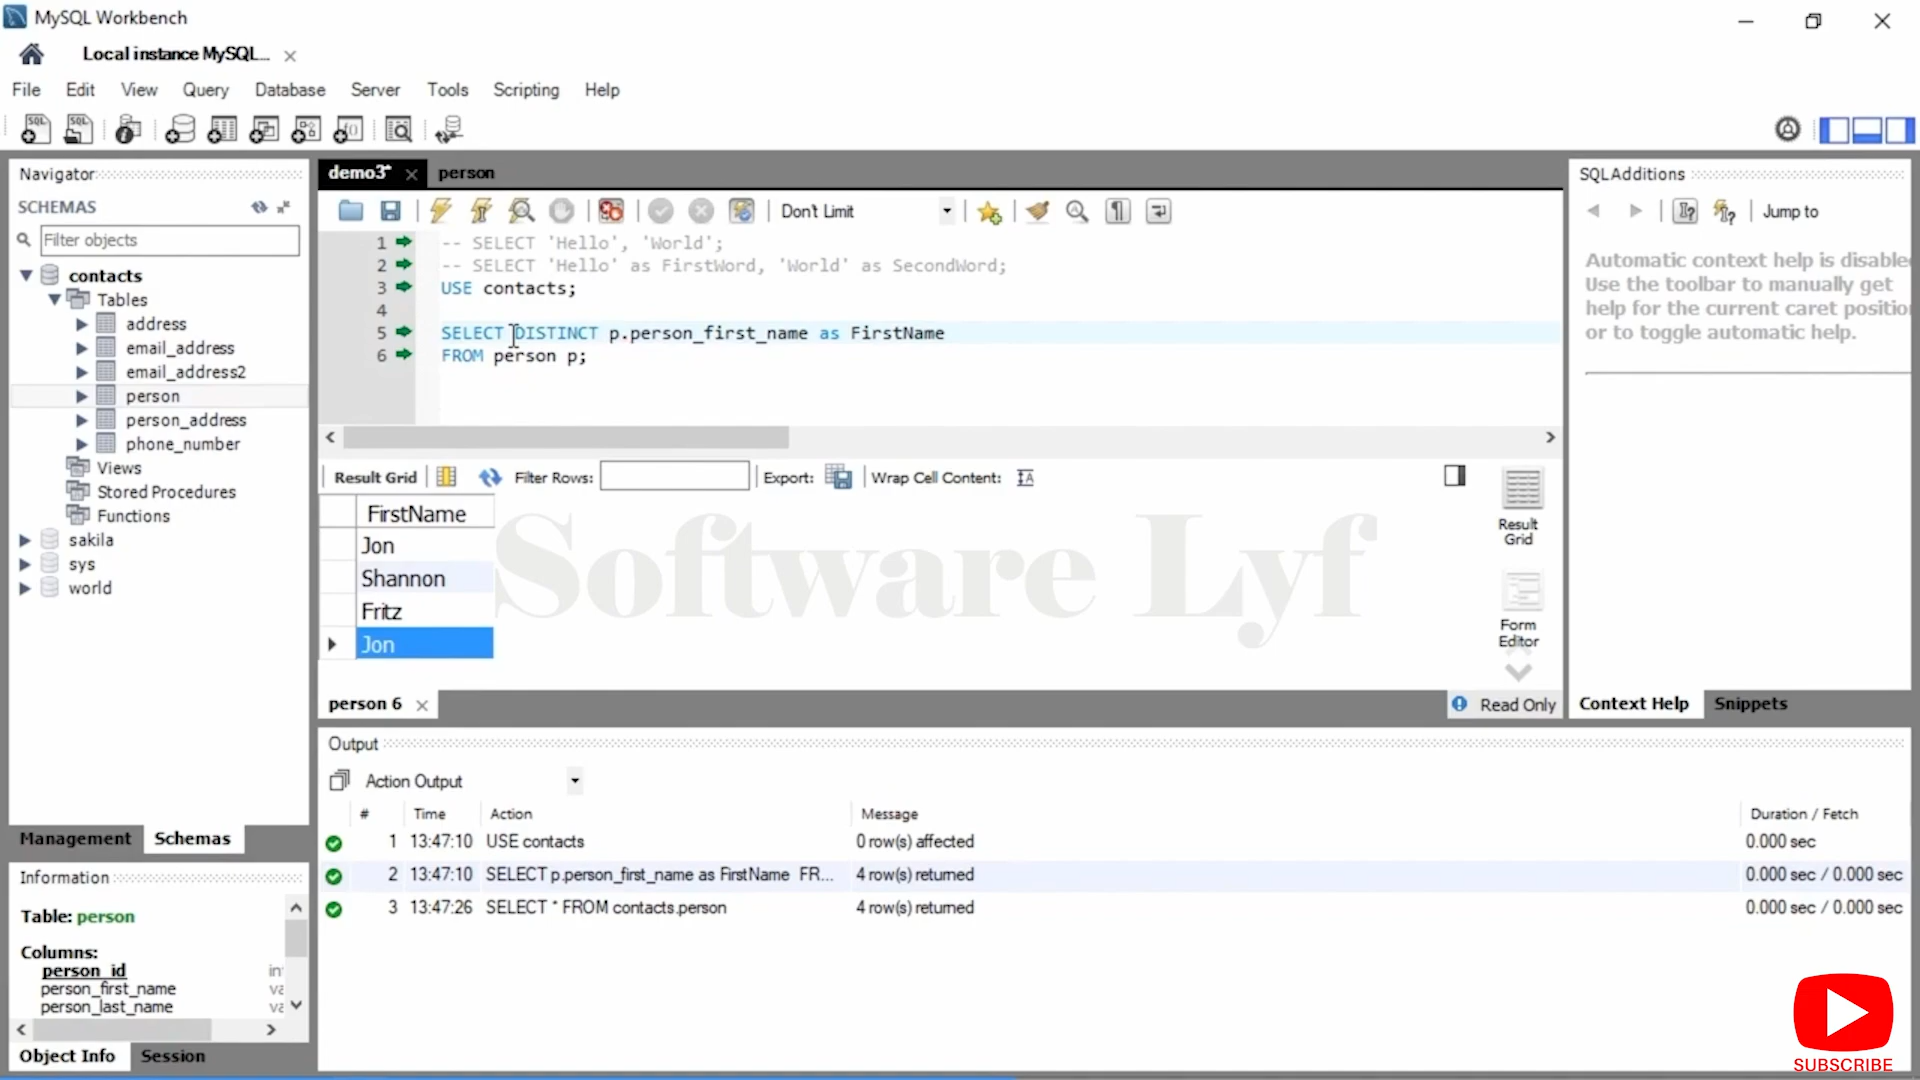 MySQL Workbench
Local instance MySQL...
File Edit View Query Database Server Tools Scripting Help
Navigator
SCHEMAS
Filter objects
contacts
Tables
address
email_address
email_address2
person
person_address
phone_number
Views
Stored Procedures
Functions
sakila
sys
world
Management Schemas
Information
Table: person
Columns:
person_id in
person_first_name va
person_last_name va
Object Info Session
demo3* person
Don't Limit
1 -- SELECT 'Hello', 'World';
2 -- SELECT 'Hello' as FirstWord, 'World' as SecondWord;
3 USE contacts;
4
5 SELECT DISTINCT p.person_first_name as FirstName
6 FROM person p;
Result Grid Filter Rows: Export: Wrap Cell Content:
FirstName
Jon
Shannon
Fritz
Jon
Software Lyf
Result
Grid
Form
Editor
person 6 Read Only
Output
Action Output
# Time Action Message Duration / Fetch
1 13:47:10 USE contacts 0 row(s) affected 0.000 sec
2 13:47:10 SELECT p.person_first_name as FirstName FR... 4 row(s) returned 0.000 sec / 0.000 sec
3 13:47:26 SELECT * FROM contacts.person 4 row(s) returned 0.000 sec / 0.000 sec
SQLAdditions
Jump to
Automatic context help is disable
Use the toolbar to manually get
help for the current caret positio
or to toggle automatic help.
Context Help Snippets
SUBSCRIBE